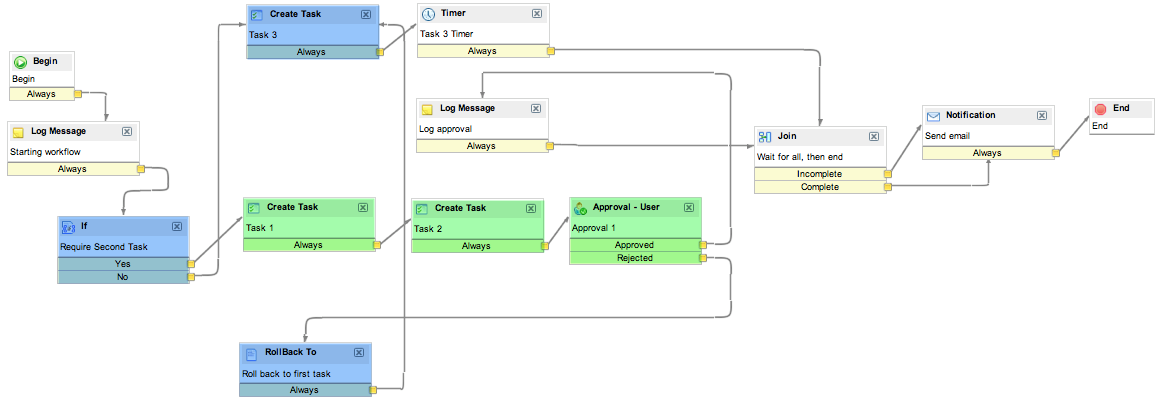 Begin
Begin
Always
Log Message
Starting workflow
Always
If
Require Second Task
Yes
No
Create Task
Task 3
Always
Timer
Task 3 Timer
Always
Log Message
Log approval
Always
Create Task
Task 1
Always
Create Task
Task 2
Always
Approval - User
Approval 1
Approved
Rejected
RollBack To
Roll back to first task
Always
Join
Wait for all, then end
Incomplete
Complete
Notification
Send email
Always
End
End